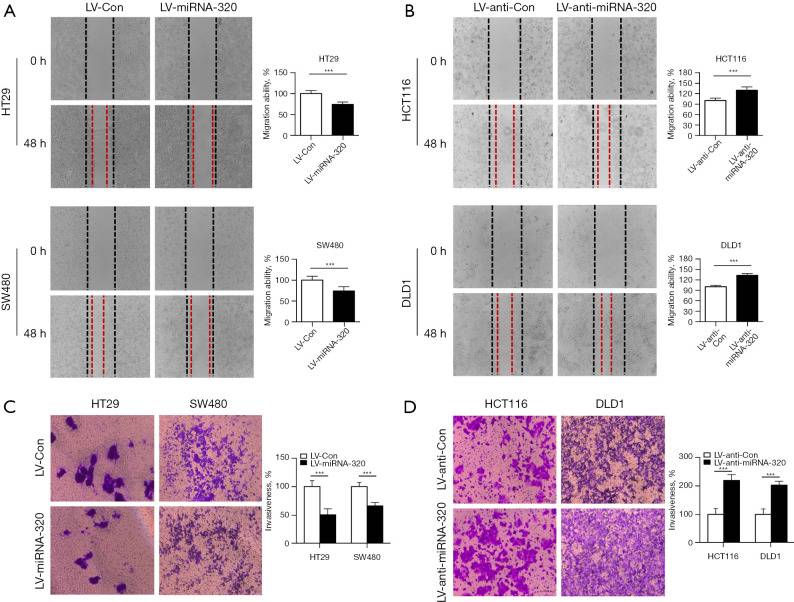 A
LV-Con
LV-miRNA-320
HT29
0 h
48 h
HT29
***
Migration ability, %
150
100
50
0
LV-Con
LV-miRNA-320
SW480
0 h
48 h
SW480
***
Migration ability, %
150
100
50
0
LV-Con
LV-miRNA-320
B
LV-anti-Con
LV-anti-miRNA-320
HCT116
0 h
48 h
HCT116
***
Migration ability, %
180
150
120
90
60
30
0
LV-anti-Con
LV-anti-
miRNA-320
DLD1
0 h
48 h
DLD1
***
Migration ability, %
180
150
120
90
60
30
0
LV-anti-
Con
LV-anti-
miRNA-320
C
HT29
SW480
LV-Con
LV-miRNA-320
LV-Con
LV-miRNA-320
***
***
Invasiveness, %
150
100
50
0
HT29
SW480
D
HCT116
DLD1
LV-anti-Con
LV-anti-miRNA-320
LV-anti-Con
LV-anti-miRNA-320
***
***
Invasiveness, %
300
200
100
0
HCT116
DLD1